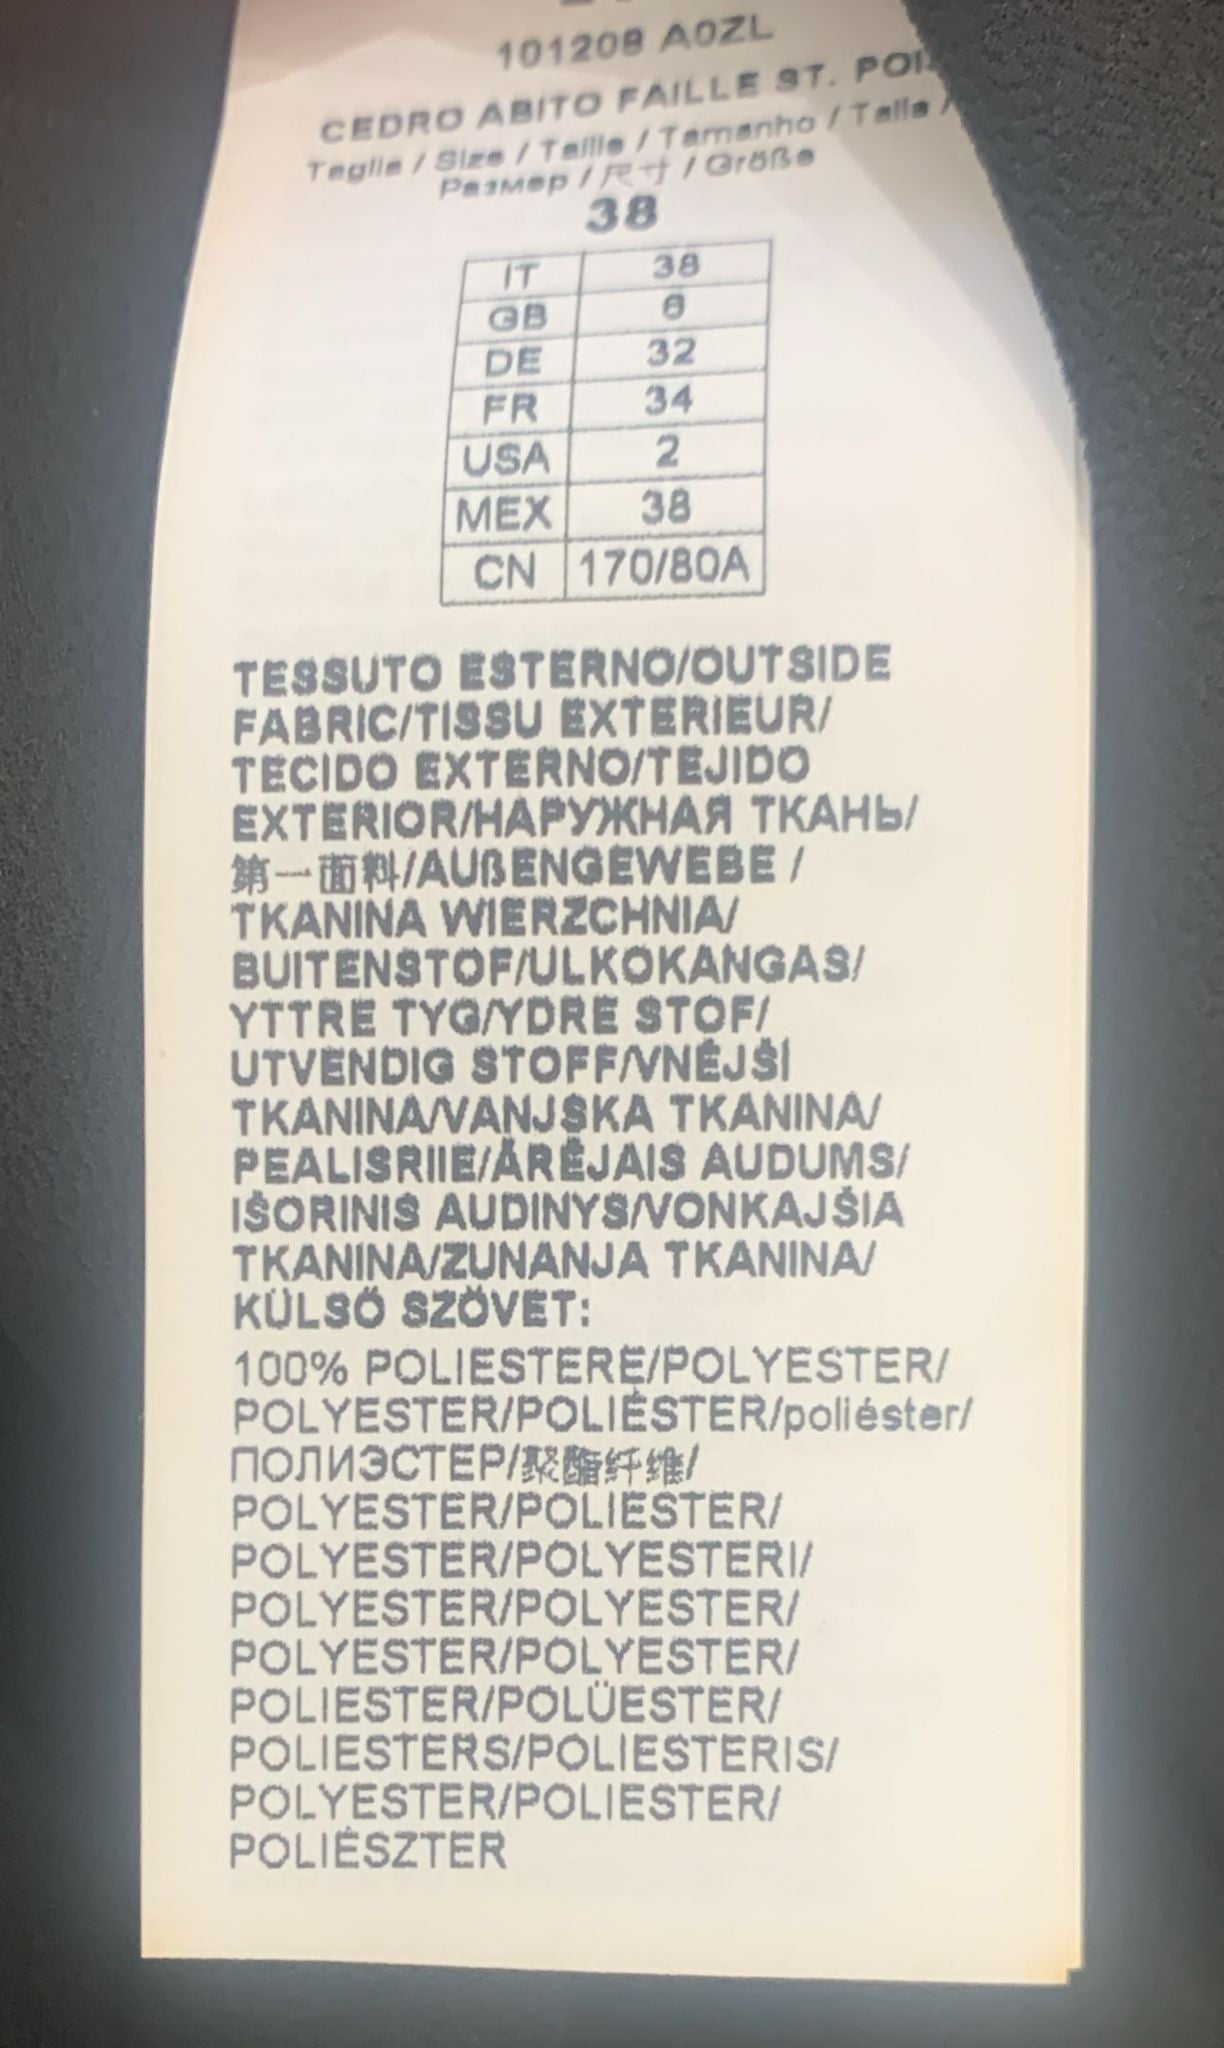 101208 A0ZL
CEDRO ABITO FAILLE ST. POIS
Taglia / Size / Taille / Tamanho / Talla /
Размер / 尺寸 / Größe
38
IT 38
GB 6
DE 32
FR 34
USA 2
MEX 38
CN 170/80A
TESSUTO ESTERNO/OUTSIDE
FABRIC/TISSU EXTERIEUR/
TECIDO EXTERNO/TEJIDO
EXTERIOR/НАРУЖНАЯ ТКАНЬ/
第一面料/AUßENGEWEBE /
TKANINA WIERZCHNIA/
BUITENSTOF/ULKOKANGAS/
YTTRE TYG/YDRE STOF/
UTVENDIG STOFF/VNĚJŠÍ
TKANINA/VANJSKA TKANINA/
PEALISRIIE/ĀRĒJAIS AUDUMS/
IŠORINIS AUDINYS/VONKAJŠIA
TKANINA/ZUNANJA TKANINA/
KÜLSŐ SZÖVET:
100% POLIESTERE/POLYESTER/
POLYESTER/POLIÉSTER/poliéster/
ПОЛИЭСТЕР/聚酯纤维/
POLYESTER/POLIESTER/
POLYESTER/POLYESTERI/
POLYESTER/POLYESTER/
POLYESTER/POLYESTER/
POLIESTER/POLÜESTER/
POLIESTERS/POLIESTERIS/
POLYESTER/POLIESTER/
POLIÉSZTER